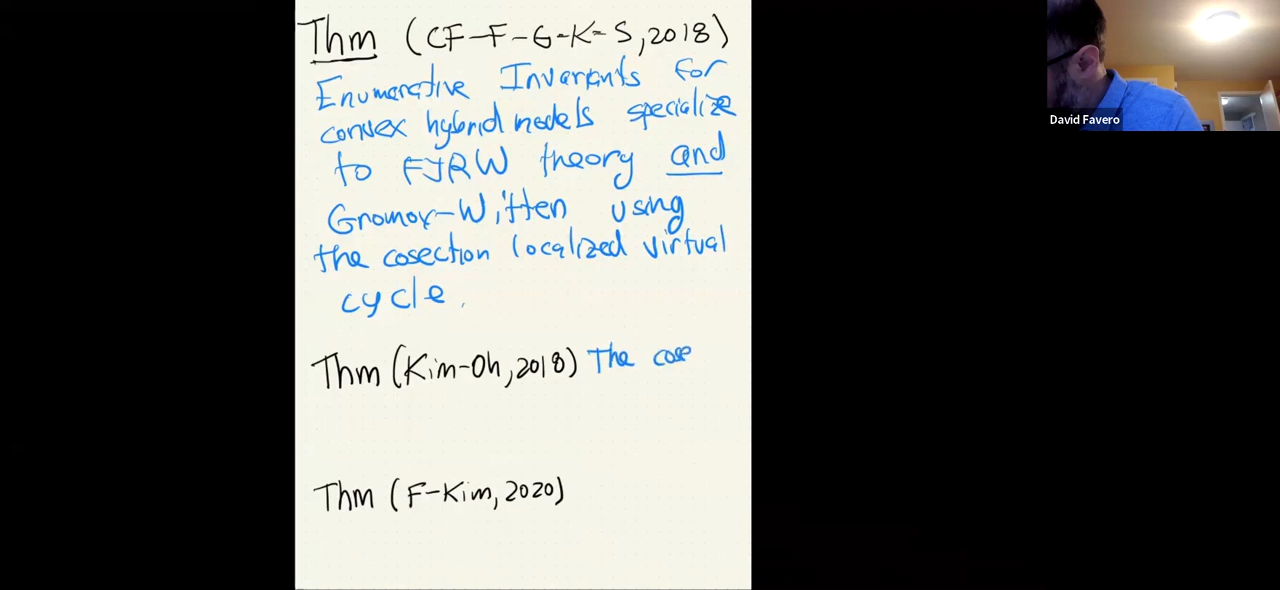 Thm (CF-F-G-K-S, 2018)
Enumerative Invariants for
convex hybrid models specialize
to FJRW theory and
Gromov-Witten using
the cosection localized virtual
cycle.
Thm (Kim-Oh, 2018) The cose
Thm (F-Kim, 2020)
David Favero